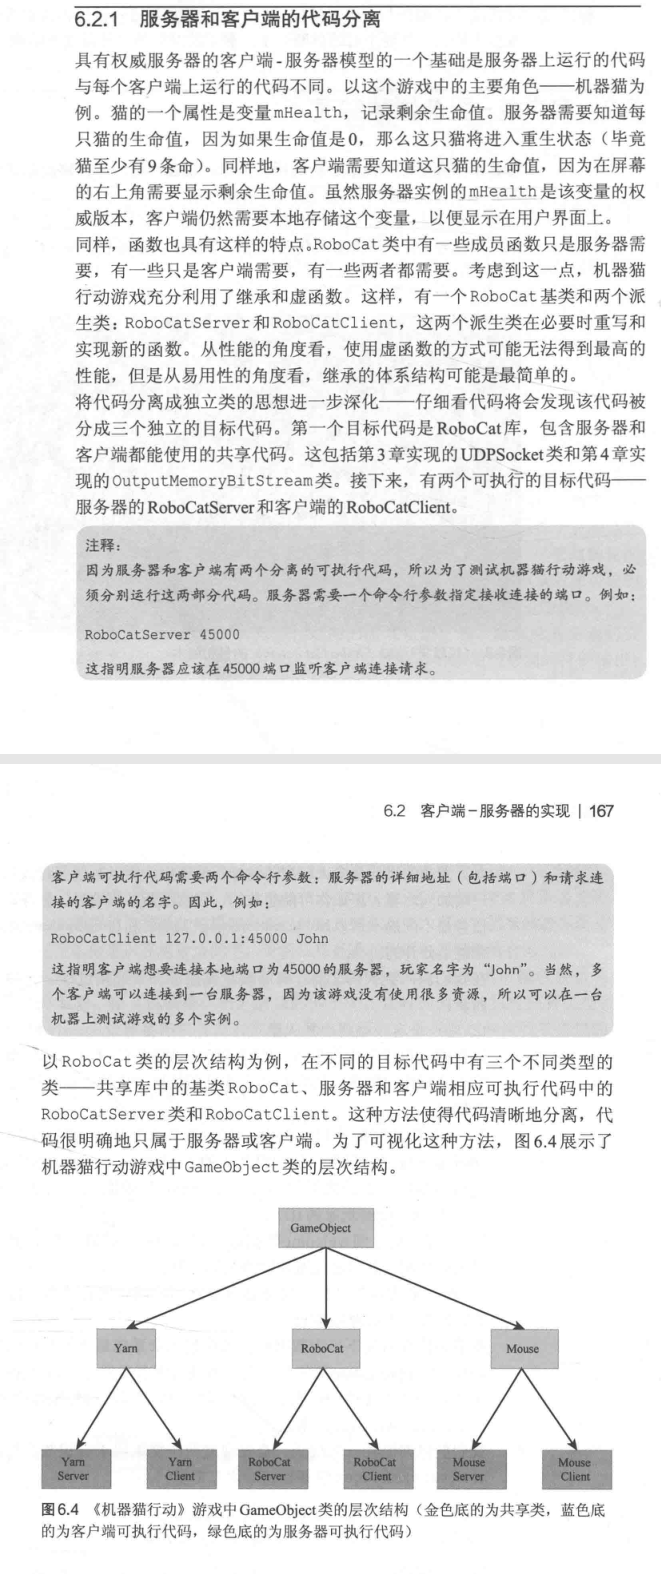 6.2.1 服务器和客户端的代码分离
具有权威服务器的客户端-服务器模型的一个基础是服务器上运行的代码
与每个客户端上运行的代码不同。以这个游戏中的主要角色——机器猫为
例。猫的一个属性是变量mHealth，记录剩余生命值。服务器需要知道每
只猫的生命值，因为如果生命值是0，那么这只猫将进入重生状态（毕竟
猫至少有9条命）。同样地，客户端需要知道这只猫的生命值，因为在屏幕
的右上角需要显示剩余生命值。虽然服务器实例的mHealth是该变量的权
威版本，客户端仍然需要本地存储这个变量，以便显示在用户界面上。
同样，函数也具有这样的特点。RoboCat类中有一些成员函数只是服务器需
要，有一些只是客户端需要，有一些两者都需要。考虑到这一点，机器猫
行动游戏充分利用了继承和虚函数。这样，有一个RoboCat基类和两个派
生类：RoboCatServer和RoboCatClient，这两个派生类在必要时重写和
实现新的函数。从性能的角度看，使用虚函数的方式可能无法得到最高的
性能，但是从易用性的角度看，继承的体系结构可能是最简单的。
将代码分离成独立类的思想进一步深化——仔细看代码将会发现该代码被
分成三个独立的目标代码。第一个目标代码是RoboCat库，包含服务器和
客户端都能使用的共享代码。这包括第3章实现的UDPSocket类和第4章实
现的OutputMemoryBitStream类。接下来，有两个可执行的目标代码——
服务器的RoboCatServer和客户端的RoboCatClient。
注释：
因为服务器和客户端有两个分离的可执行代码，所以为了测试机器猫行动游戏，必
须分别运行这两部分代码。服务器需要一个命令行参数指定接收连接的端口。例如：
RoboCatServer 45000
这指明服务器应该在45000端口监听客户端连接请求。
6.2 客户端-服务器的实现 | 167
客户端可执行代码需要两个命令行参数：服务器的详细地址（包括端口）和请求连
接的客户端的名字。因此，例如：
RoboCatClient 127.0.0.1:45000 John
这指明客户端想要连接本地端口为45000的服务器，玩家名字为“John”。当然，多
个客户端可以连接到一台服务器，因为该游戏没有使用很多资源，所以可以在一台
机器上测试游戏的多个实例。
以RoboCat类的层次结构为例，在不同的目标代码中有三个不同类型的
类——共享库中的基类RoboCat、服务器和客户端相应可执行代码中的
RoboCatServer类和RoboCatClient。这种方法使得代码清晰地分离，代
码很明确地只属于服务器或客户端。为了可视化这种方法，图6.4展示了
机器猫行动游戏中GameObject类的层次结构。
GameObject
Yarn
RoboCat
Mouse
Yarn
Server
Yarn
Client
RoboCat
Server
RoboCat
Client
Mouse
Server
Mouse
Client
图6.4 《机器猫行动》游戏中GameObject类的层次结构（金色底的为共享类，蓝色底
的为客户端可执行代码，绿色底的为服务器可执行代码）